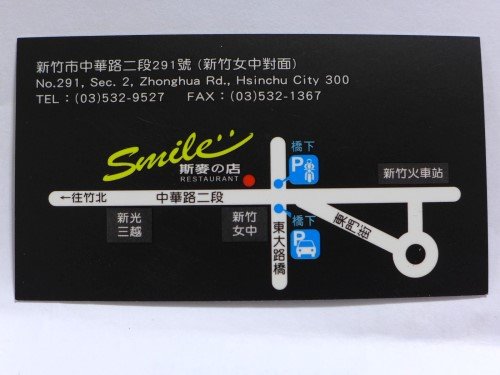 新竹市中華路二段291號 (新竹女中對面)
No.291, Sec. 2, Zhonghua Rd., Hsinchu City 300
TEL : (03)532-9527 FAX : (03)532-1367
Smile
斯麥の店
RESTAURANT
橋下
P
新竹火車站
←往竹北
中華路二段
新光
三越
新竹
女中
橋下
P
東大路橋
東門街